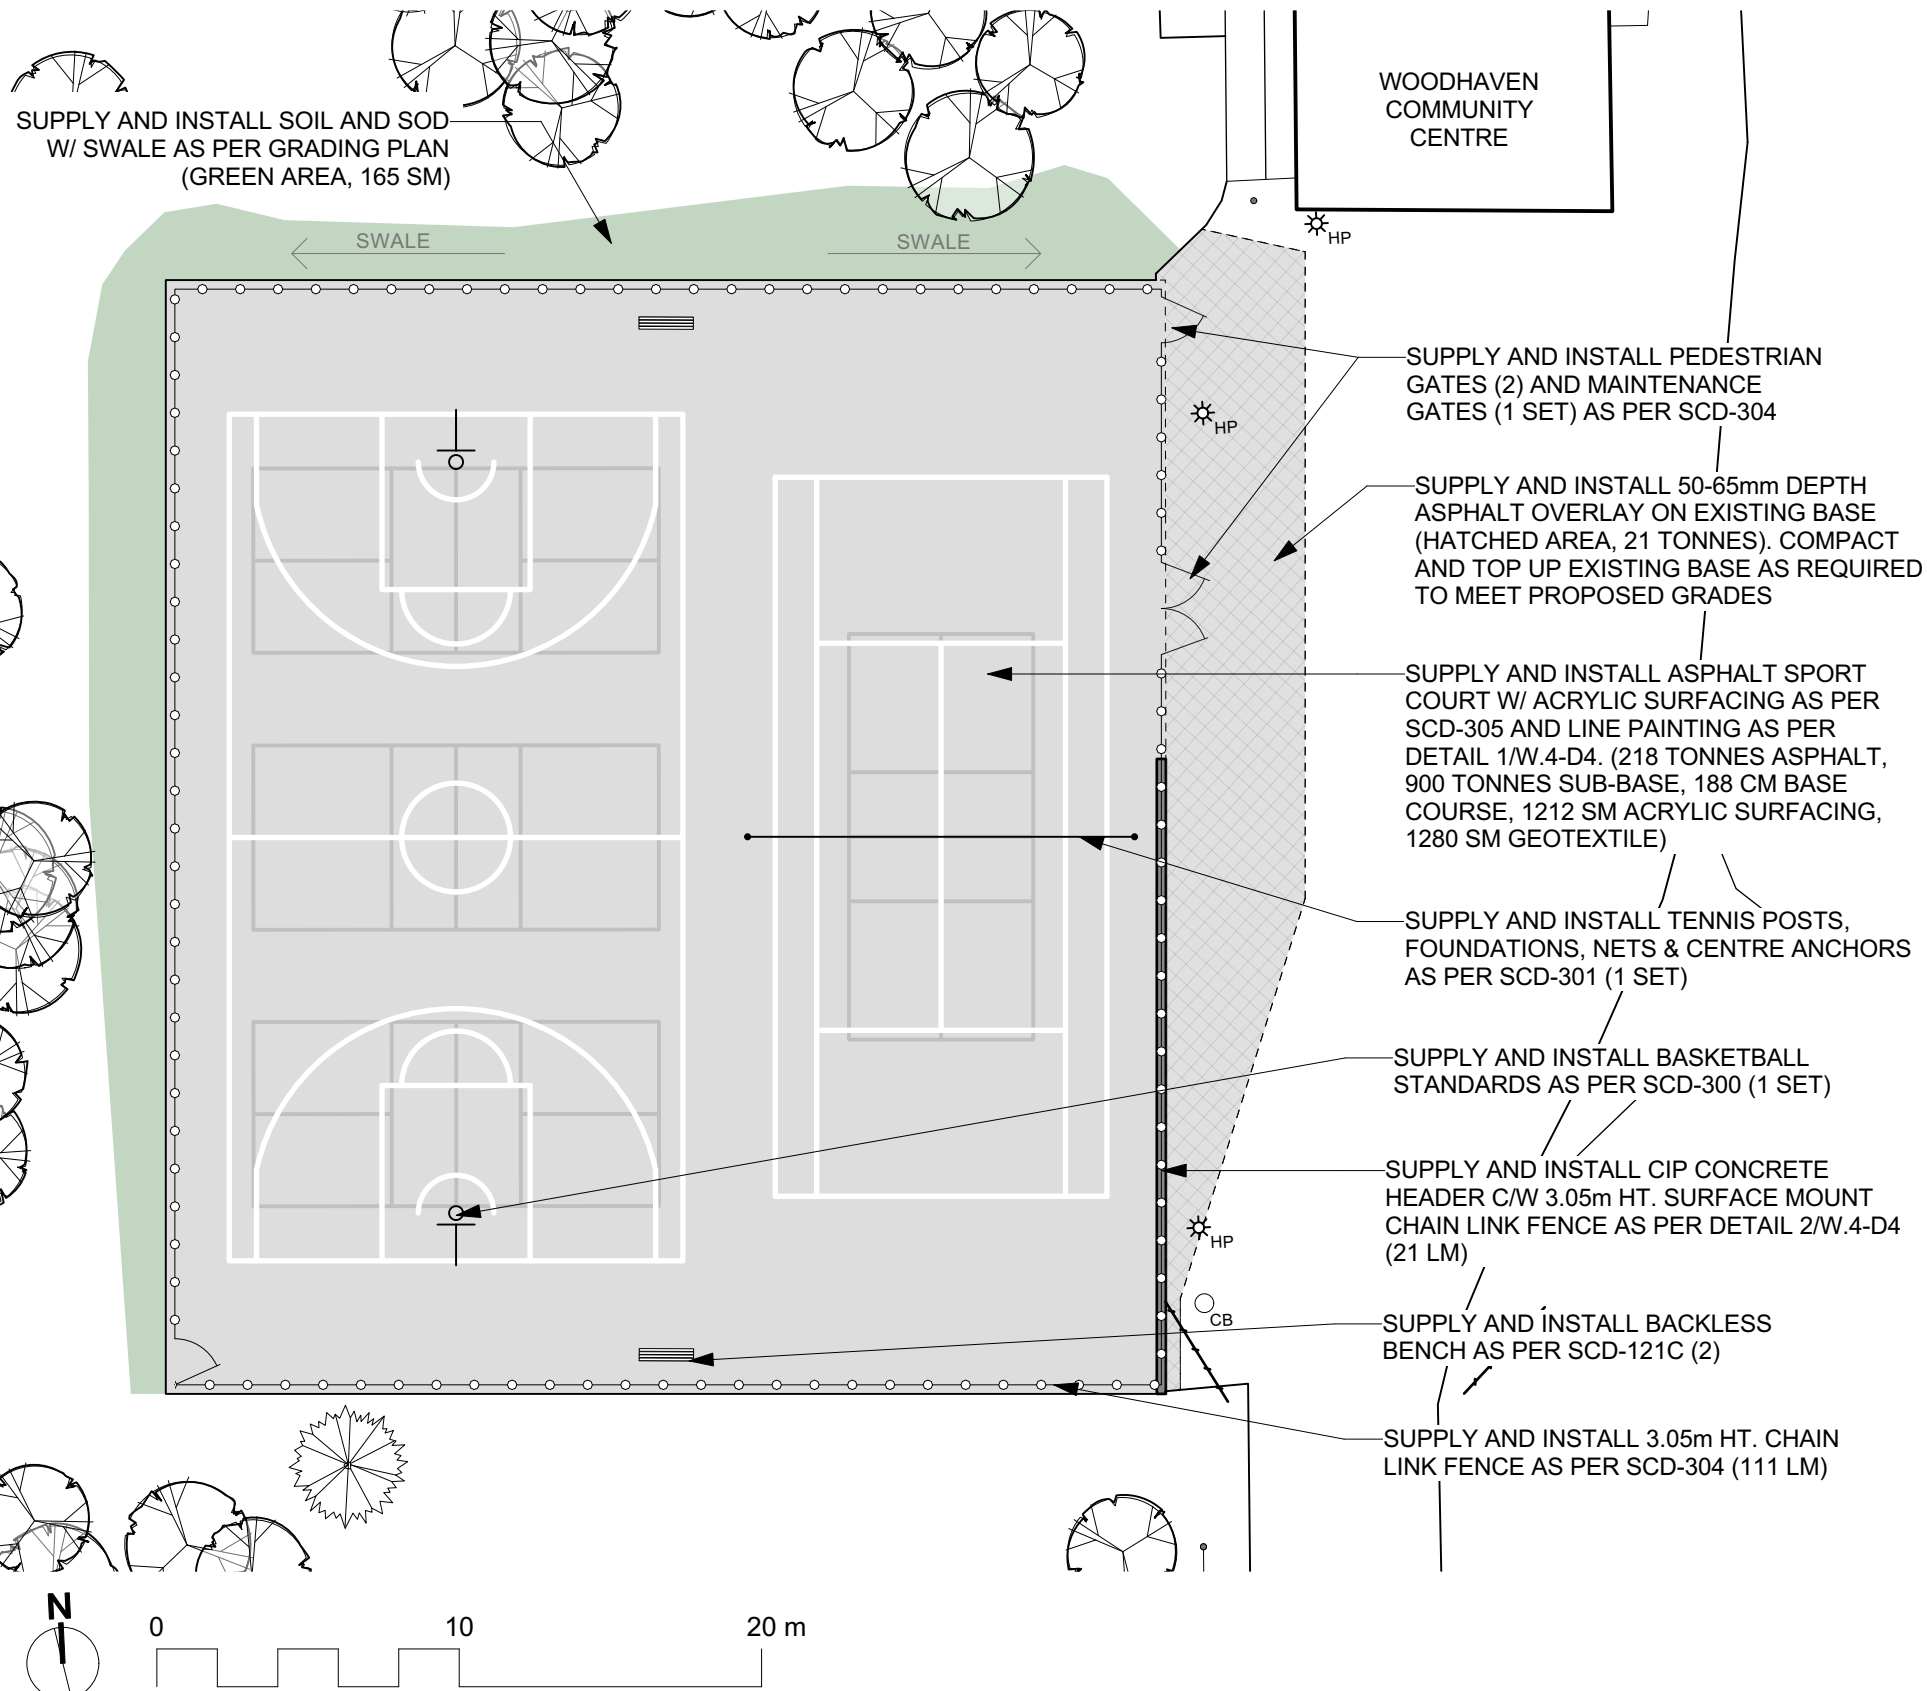 WOODHAVEN
COMMUNITY
CENTRE
SUPPLY AND INSTALL SOIL AND SOD
W/ SWALE AS PER GRADING PLAN
(GREEN AREA, 165 SM)
SWALE
SWALE
HP
SUPPLY AND INSTALL PEDESTRIAN
GATES (2) AND MAINTENANCE
GATES (1 SET) AS PER SCD-304
HP
SUPPLY AND INSTALL 50-65mm DEPTH
ASPHALT OVERLAY ON EXISTING BASE
(HATCHED AREA, 21 TONNES). COMPACT
AND TOP UP EXISTING BASE AS REQUIRED
TO MEET PROPOSED GRADES
SUPPLY AND INSTALL ASPHALT SPORT
COURT W/ ACRYLIC SURFACING AS PER
SCD-305 AND LINE PAINTING AS PER
DETAIL 1/W.4-D4. (218 TONNES ASPHALT,
900 TONNES SUB-BASE, 188 CM BASE
COURSE, 1212 SM ACRYLIC SURFACING,
1280 SM GEOTEXTILE)
SUPPLY AND INSTALL TENNIS POSTS,
FOUNDATIONS, NETS & CENTRE ANCHORS
AS PER SCD-301 (1 SET)
SUPPLY AND INSTALL BASKETBALL
STANDARDS AS PER SCD-300 (1 SET)
SUPPLY AND INSTALL CIP CONCRETE
HEADER C/W 3.05m HT. SURFACE MOUNT
CHAIN LINK FENCE AS PER DETAIL 2/W.4-D4
(21 LM)
HP
CB
SUPPLY AND INSTALL BACKLESS
BENCH AS PER SCD-121C (2)
SUPPLY AND INSTALL 3.05m HT. CHAIN
LINK FENCE AS PER SCD-304 (111 LM)
N
0 10 20 m